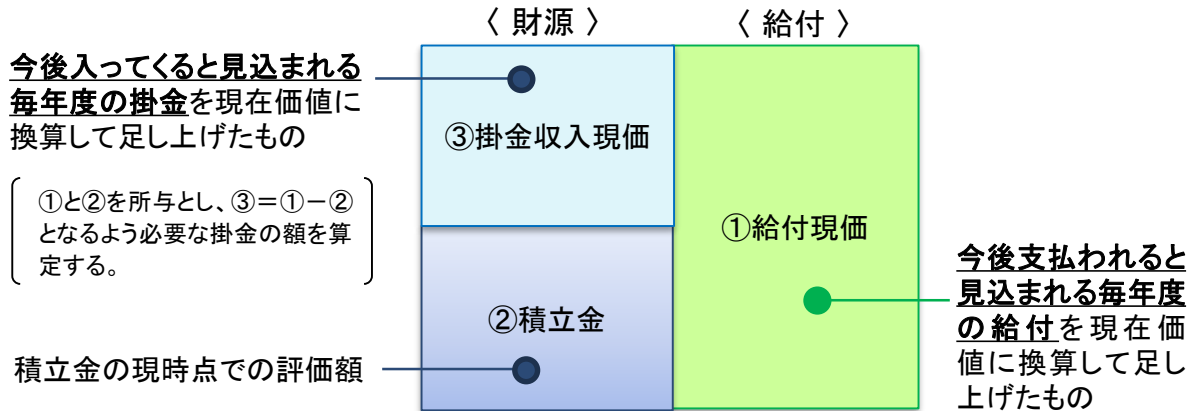 〈 財源 〉
〈 給付 〉
今後入ってくると見込まれる
毎年度の掛金を現在価値に
換算して足し上げたもの
①と②を所与とし、③＝①－②
となるよう必要な掛金の額を算
定する。
③掛金収入現価
②積立金
積立金の現時点での評価額
①給付現価
今後支払われると
見込まれる毎年度
の給付を現在価
値に換算して足し
上げたもの